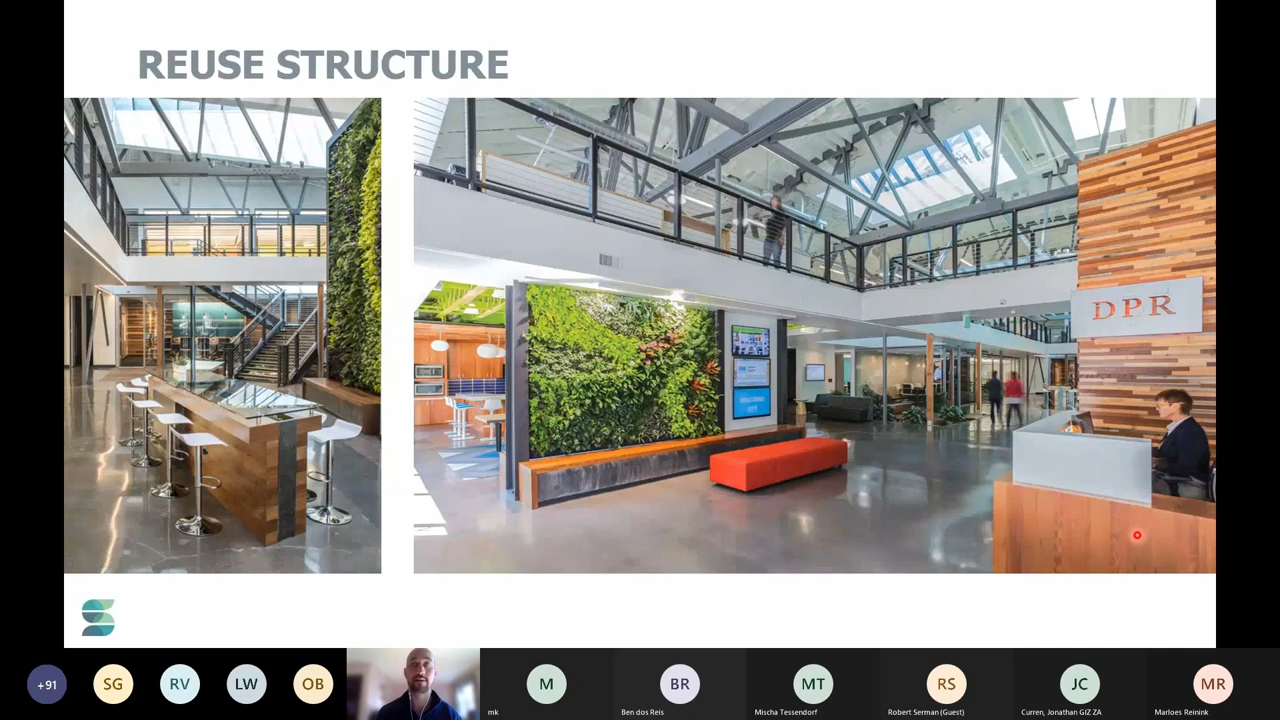 REUSE STRUCTURE
DPR
+91
SG
RV
LW
OB
M
BR
MT
RS
JC
MR
mk
Ben dos Reis
Mischa Tessendorf
Robert Serman (Guest)
Curren, Jonathan GIZ ZA
Marloes Reinink